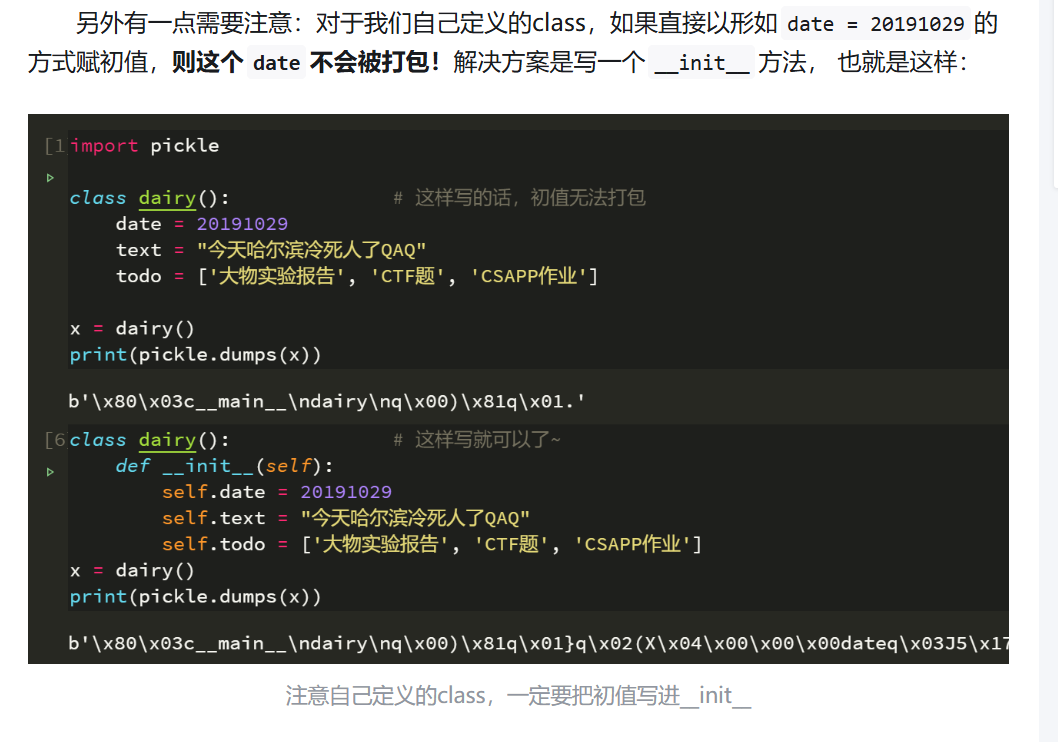 另外有一点需要注意：对于我们自己定义的class，如果直接以形如 date = 20191029 的
方式赋初值，则这个 date 不会被打包！解决方案是写一个 __init__ 方法， 也就是这样：
[1 import pickle
class dairy():              # 这样写的话，初值无法打包
    date = 20191029
    text = "今天哈尔滨冷死人了QAQ"
    todo = ['大物实验报告', 'CTF题', 'CSAPP作业']
x = dairy()
print(pickle.dumps(x))
b'\x80\x03c__main__\ndairy\nq\x00)\x81q\x01.'
[6 class dairy():              # 这样写就可以了~
    def __init__(self):
        self.date = 20191029
        self.text = "今天哈尔滨冷死人了QAQ"
        self.todo = ['大物实验报告', 'CTF题', 'CSAPP作业']
x = dairy()
print(pickle.dumps(x))
b'\x80\x03c__main__\ndairy\nq\x00)\x81q\x01}q\x02(X\x04\x00\x00\x00dateq\x03J5\x17
注意自己定义的class，一定要把初值写进__init__